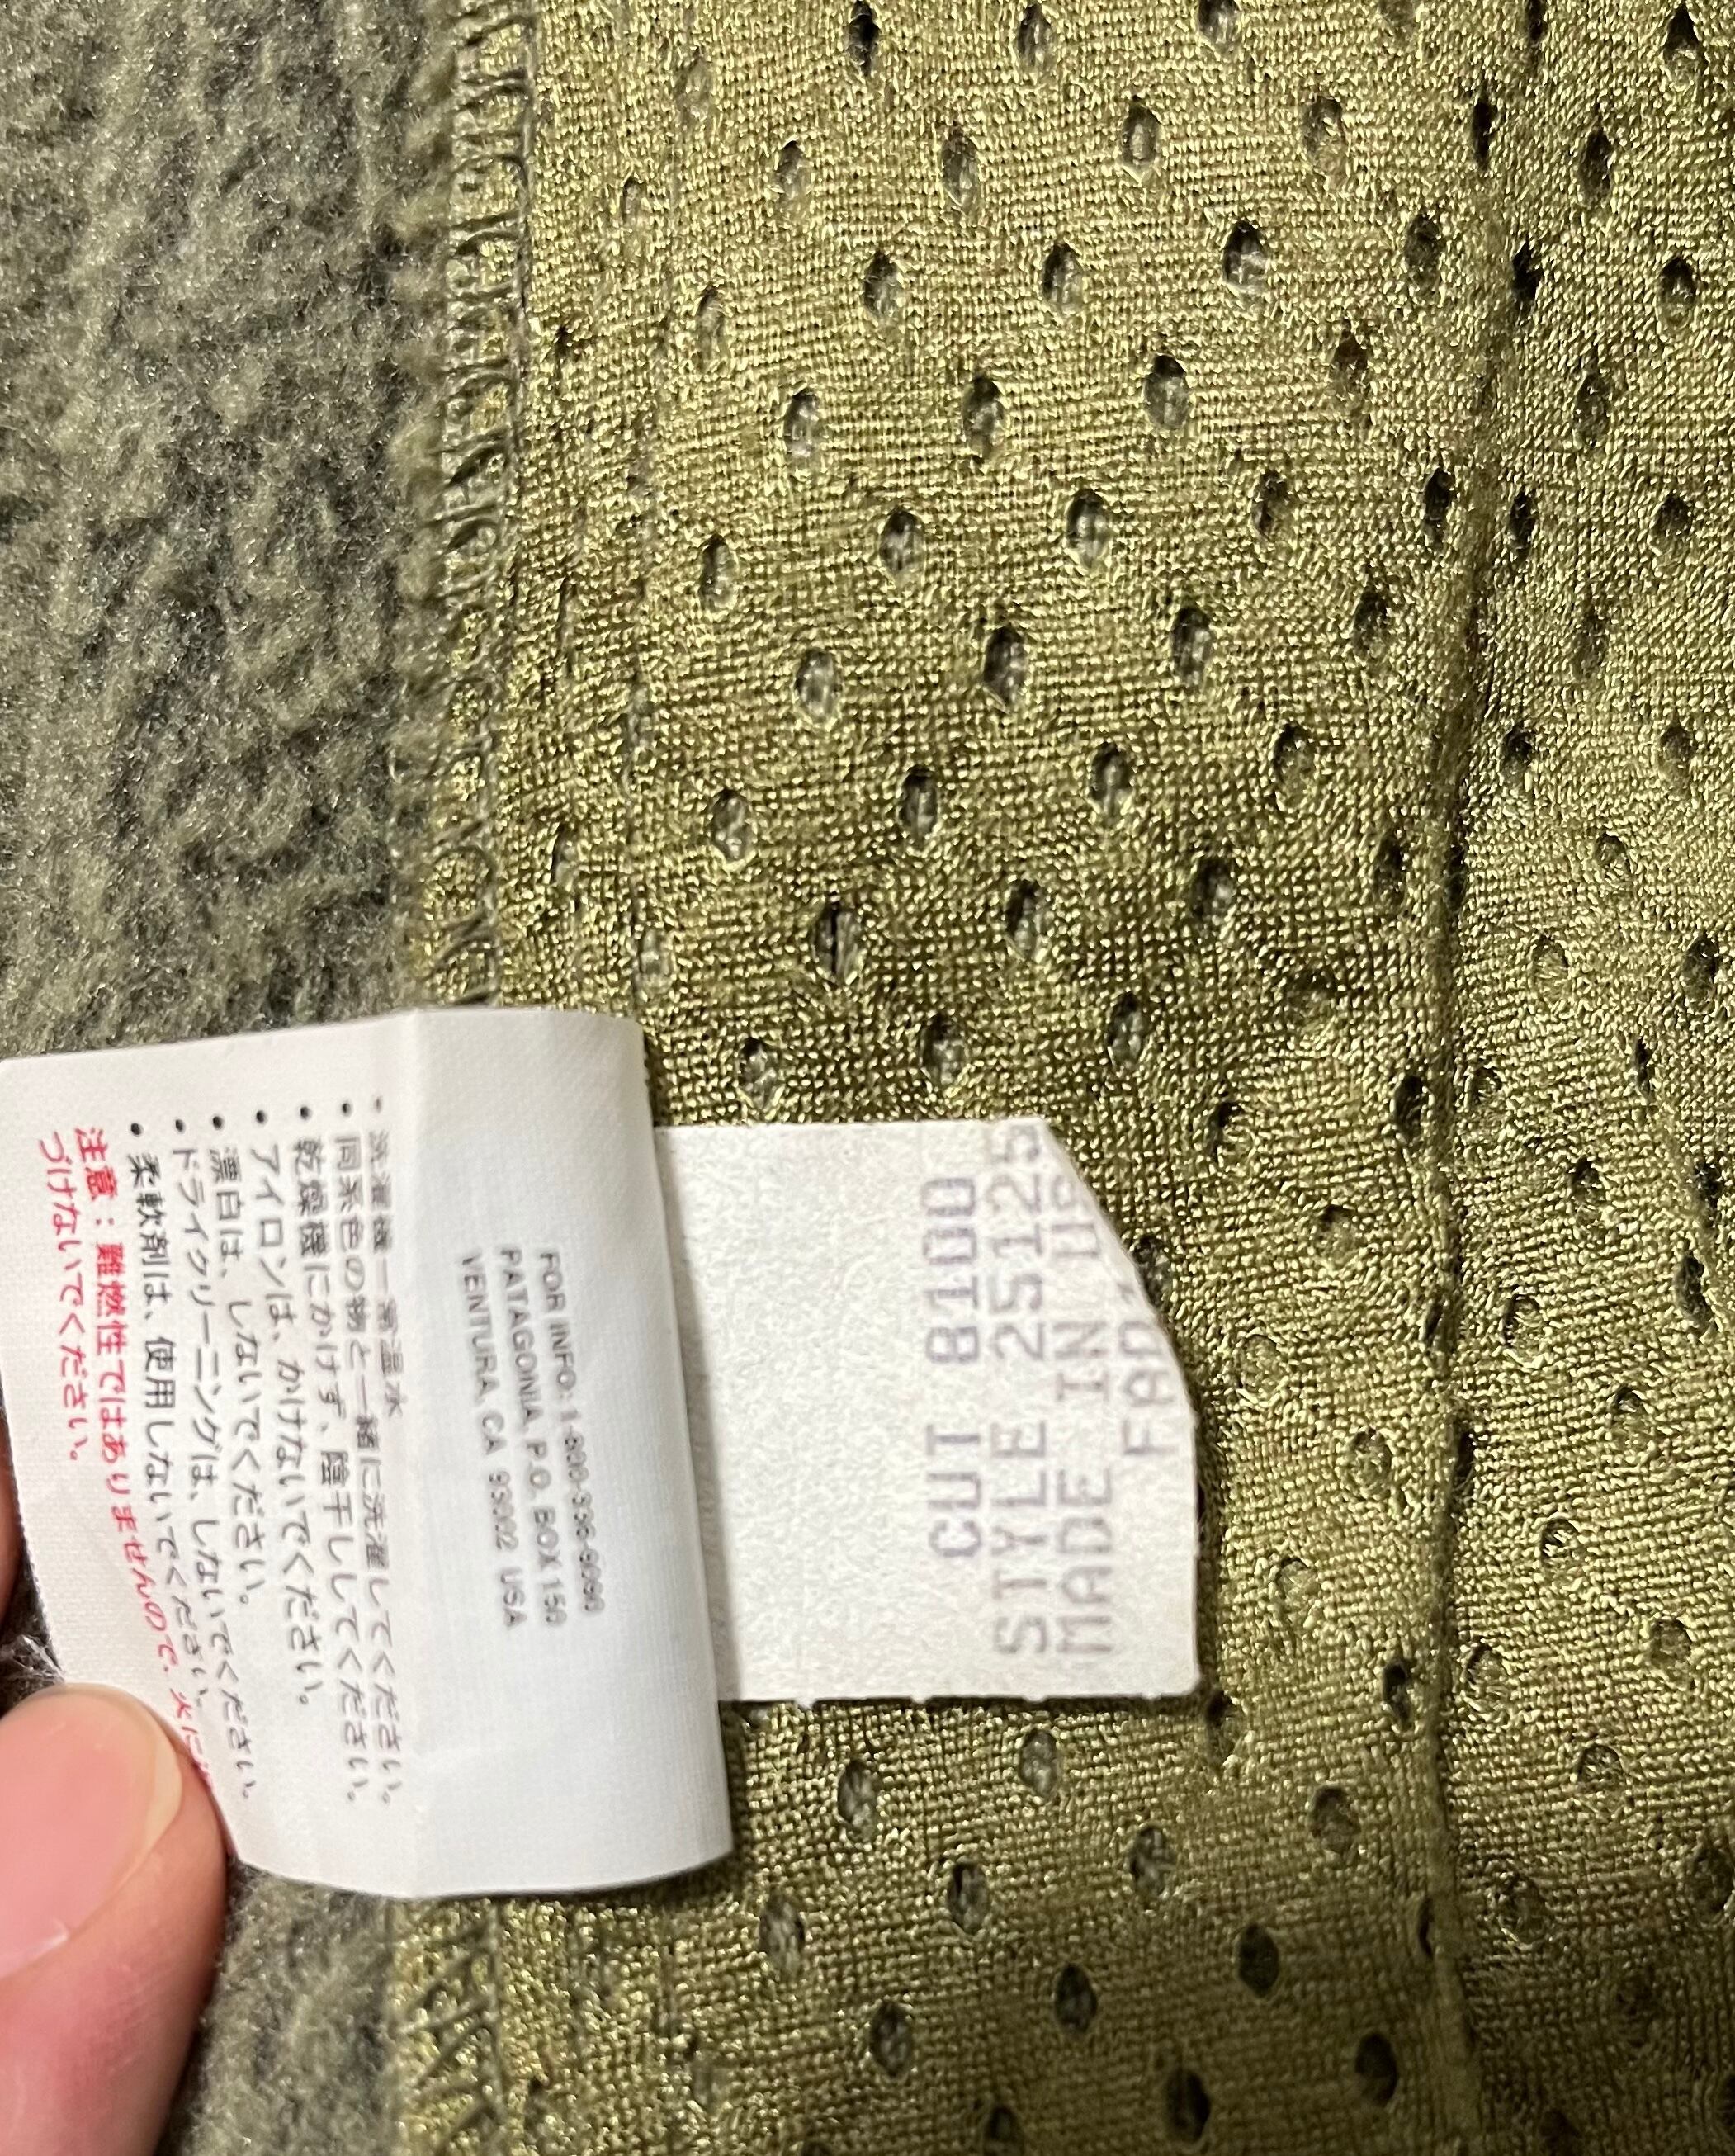 ・洗濯機ー常温水
・同系色の物と一緒に洗濯してください。
・乾燥機にかけず、陰干ししてください。
・アイロンは、かけないでください。
・漂白は、しないでください。
・ドライクリーニングは、しないでください。
・柔軟剤は、使用しないでください。
注意：難燃性ではありませんので、火に
づけないでください。
FOR INFO: 1-800-336-9090
PATAGONIA, P.O. BOX 150
VENTURA, CA 93002 USA
CUT 8100
STYLE 25125
MADE IN US